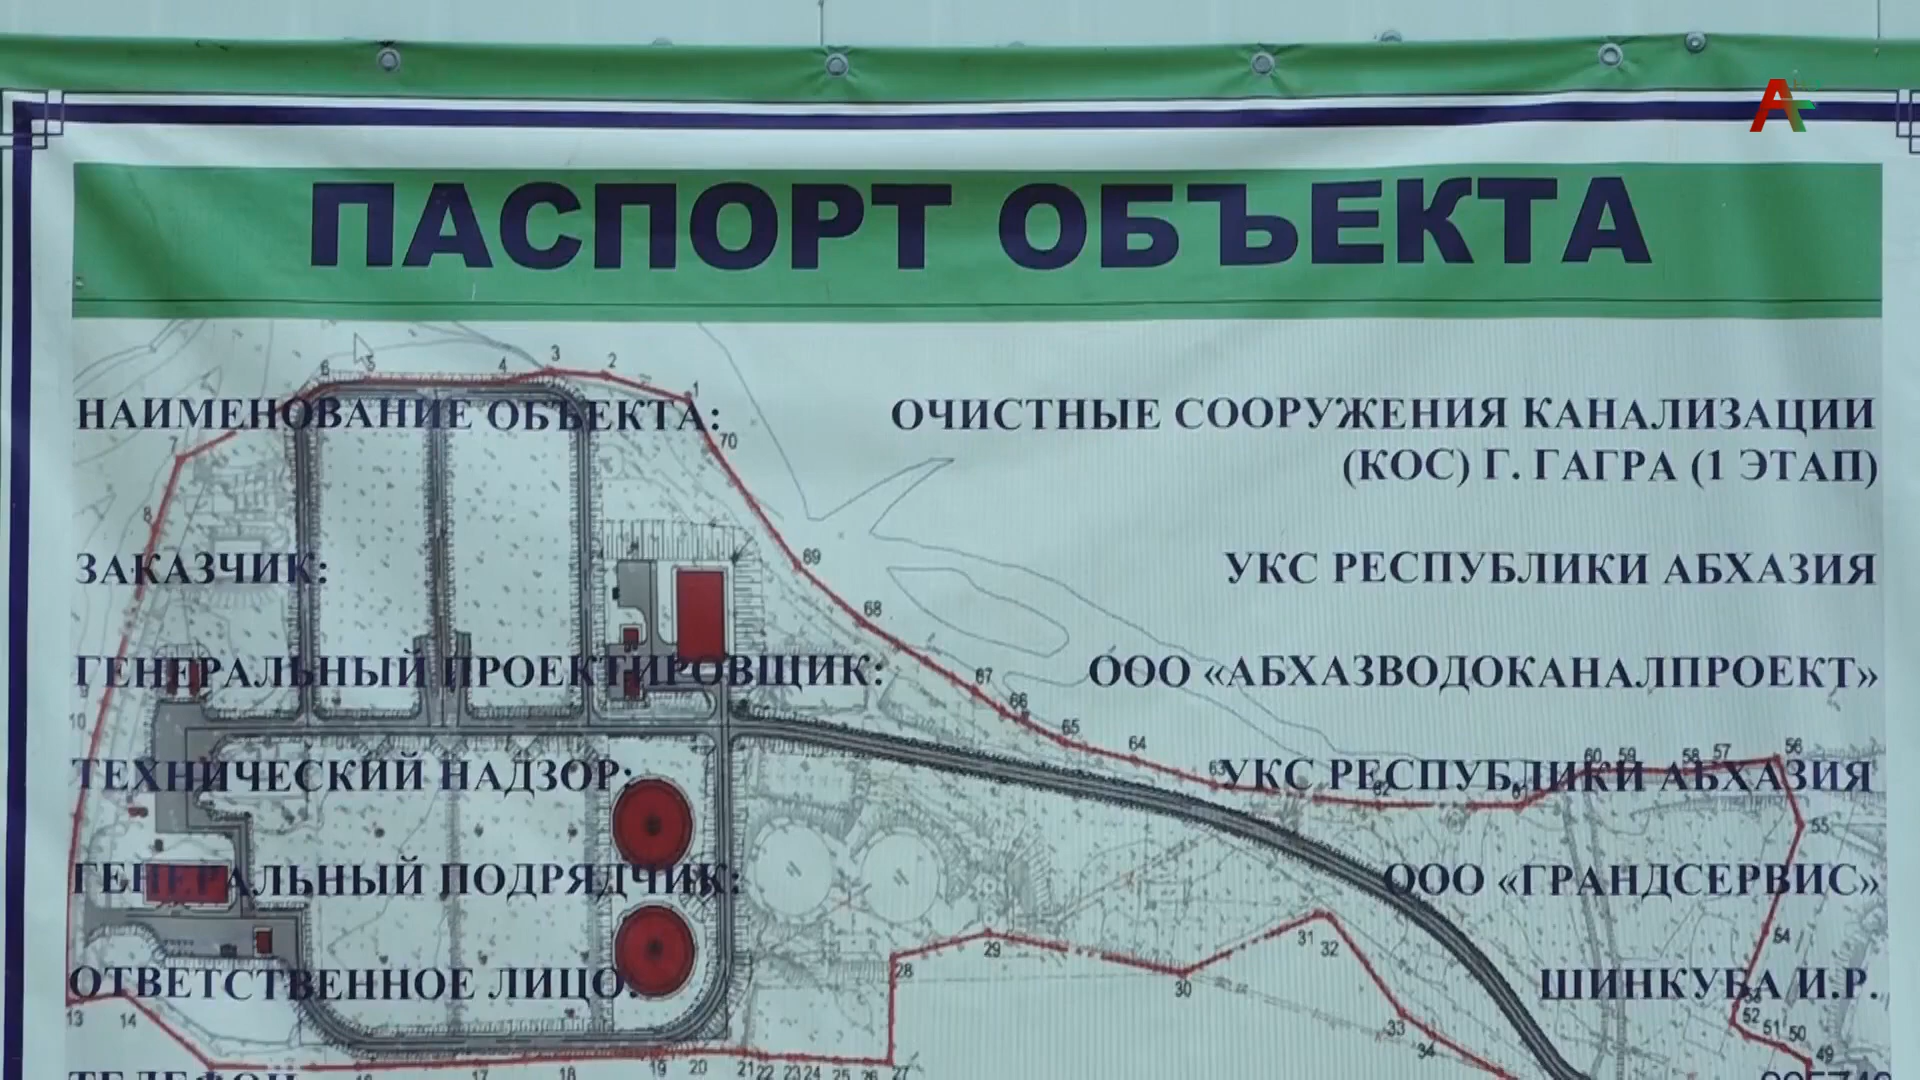 ПАСПОРТ ОБЪЕКТА
НАИМЕНОВАНИЕ ОБЪЕКТА: ОЧИСТНЫЕ СООРУЖЕНИЯ КАНАЛИЗАЦИИ
(КОС) Г. ГАГРА (1 ЭТАП)
ЗАКАЗЧИК: УКС РЕСПУБЛИКИ АБХАЗИЯ
ГЕНЕРАЛЬНЫЙ ПРОЕКТИРОВЩИК: ООО «АБХАЗВОДОКАНАЛПРОЕКТ»
ТЕХНИЧЕСКИЙ НАДЗОР: УКС РЕСПУБЛИКИ АБХАЗИЯ
ГЕНЕРАЛЬНЫЙ ПОДРЯДЧИК: ООО «ГРАНДСЕРВИС»
ОТВЕТСТВЕННОЕ ЛИЦО: ШИНКУБА И.Р.